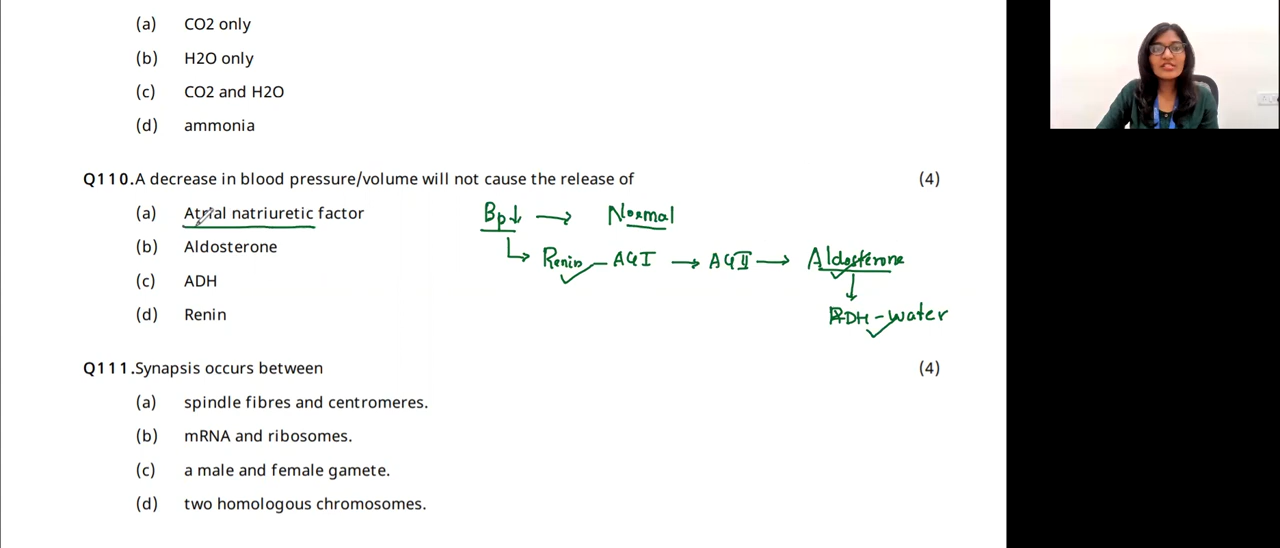 (a) CO2 only
(b) H2O only
(c) CO2 and H2O
(d) ammonia
Q110.A decrease in blood pressure/volume will not cause the release of (4)
(a) Atrial natriuretic factor
Bp↓ → Normal
(b) Aldosterone
Renin – AGI → AGII → Aldosterone
(c) ADH
(d) Renin
ADH – water
Q111.Synapsis occurs between (4)
(a) spindle fibres and centromeres.
(b) mRNA and ribosomes.
(c) a male and female gamete.
(d) two homologous chromosomes.